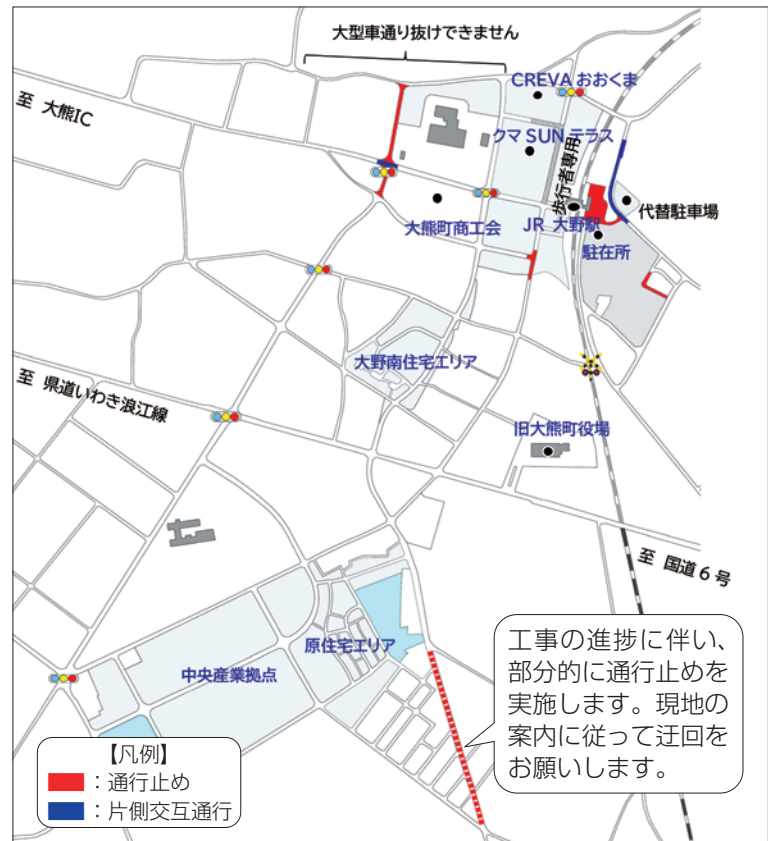 大型車通り抜けできません
CREVA おおくま
至 大熊IC
クマ SUN テラス
歩行者専用
大熊町商工会
JR 大野駅
代替駐車場
駐在所
大野南住宅エリア
至 県道いわき浪江線
旧大熊町役場
至 国道6号
原住宅エリア
中央産業拠点
工事の進捗に伴い、
部分的に通行止めを
実施します。現地の
案内に従って迂回を
お願いします。
【凡例】
：通行止め
：片側交互通行